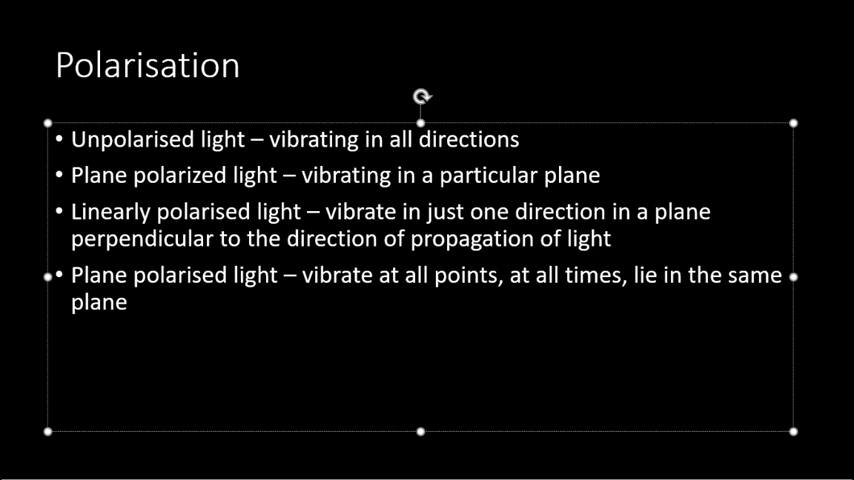 Polarisation
• Unpolarised light – vibrating in all directions
• Plane polarized light – vibrating in a particular plane
• Linearly polarised light – vibrate in just one direction in a plane
perpendicular to the direction of propagation of light
• Plane polarised light – vibrate at all points, at all times, lie in the same
plane